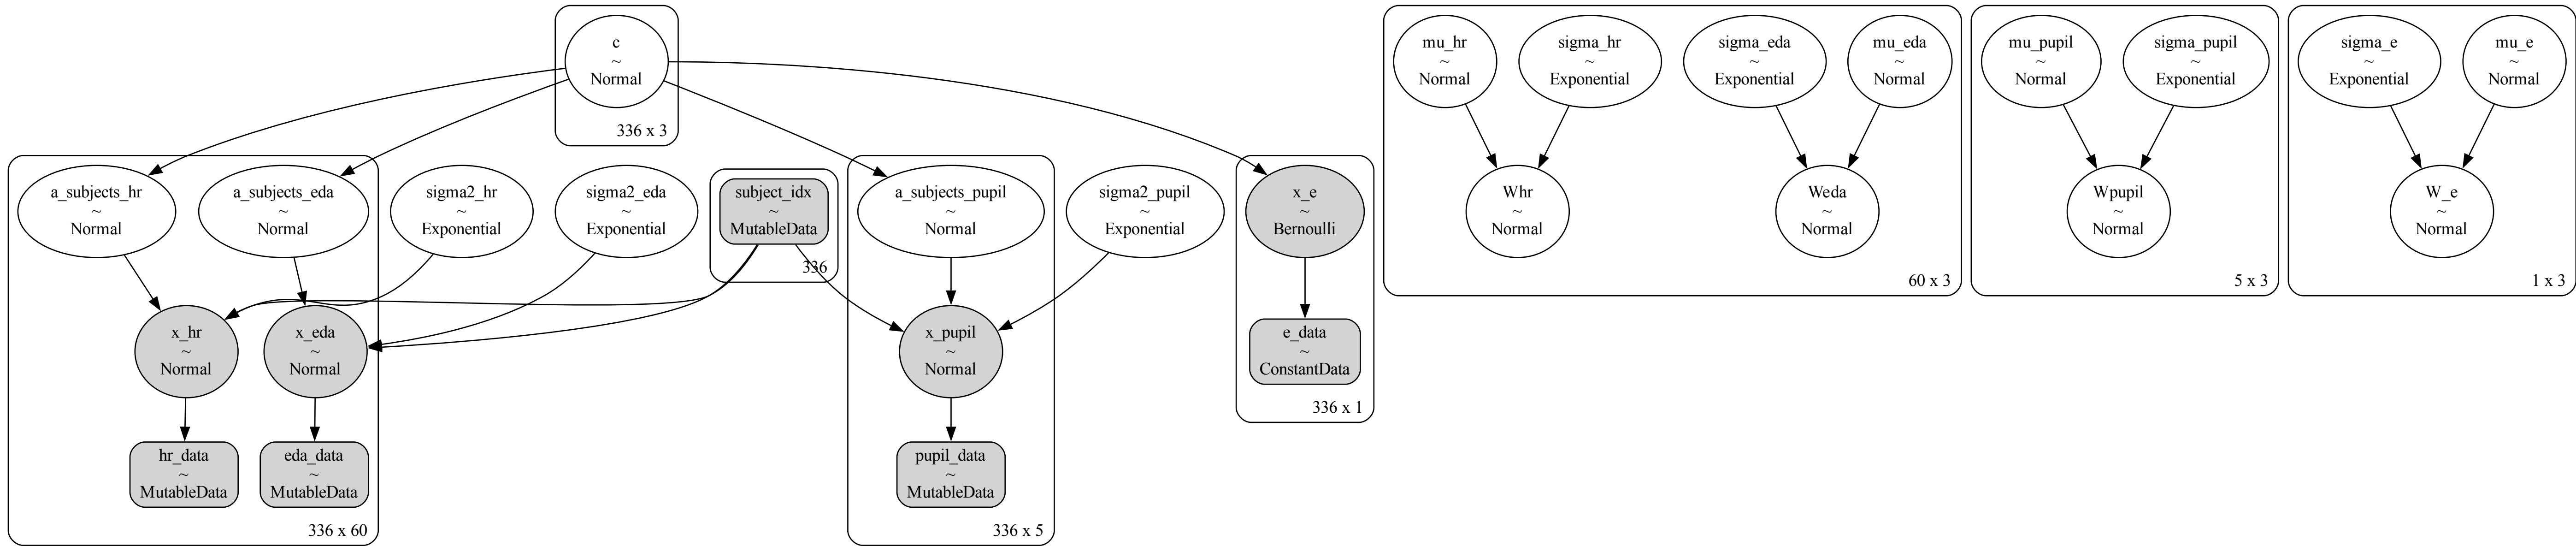 c
~
Normal
336 x 3
mu_hr
~
Normal
sigma_hr
~
Exponential
sigma_eda
~
Exponential
mu_eda
~
Normal
mu_pupil
~
Normal
sigma_pupil
~
Exponential
sigma_e
~
Exponential
mu_e
~
Normal
a_subjects_hr
~
Normal
a_subjects_eda
~
Normal
sigma2_hr
~
Exponential
sigma2_eda
~
Exponential
subject_idx
~
MutableData
336
a_subjects_pupil
~
Normal
sigma2_pupil
~
Exponential
x_e
~
Bernoulli
Whr
~
Normal
Weda
~
Normal
60 x 3
Wpupil
~
Normal
5 x 3
W_e
~
Normal
1 x 3
x_hr
~
Normal
x_eda
~
Normal
x_pupil
~
Normal
e_data
~
ConstantData
336 x 1
hr_data
~
MutableData
eda_data
~
MutableData
336 x 60
pupil_data
~
MutableData
336 x 5